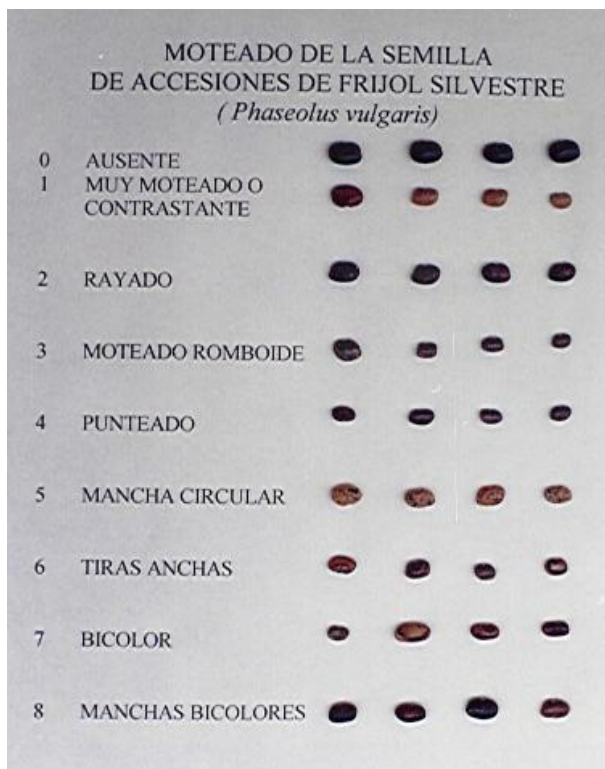 MOTEADO DE LA SEMILLA
DE ACCESIONES DE FRIJOL SILVESTRE
( Phaseolus vulgaris)
0 AUSENTE
1 MUY MOTEADO O
CONTRASTANTE
2 RAYADO
3 MOTEADO ROMBOIDE
4 PUNTEADO
5 MANCHA CIRCULAR
6 TIRAS ANCHAS
7 BICOLOR
8 MANCHAS BICOLORES